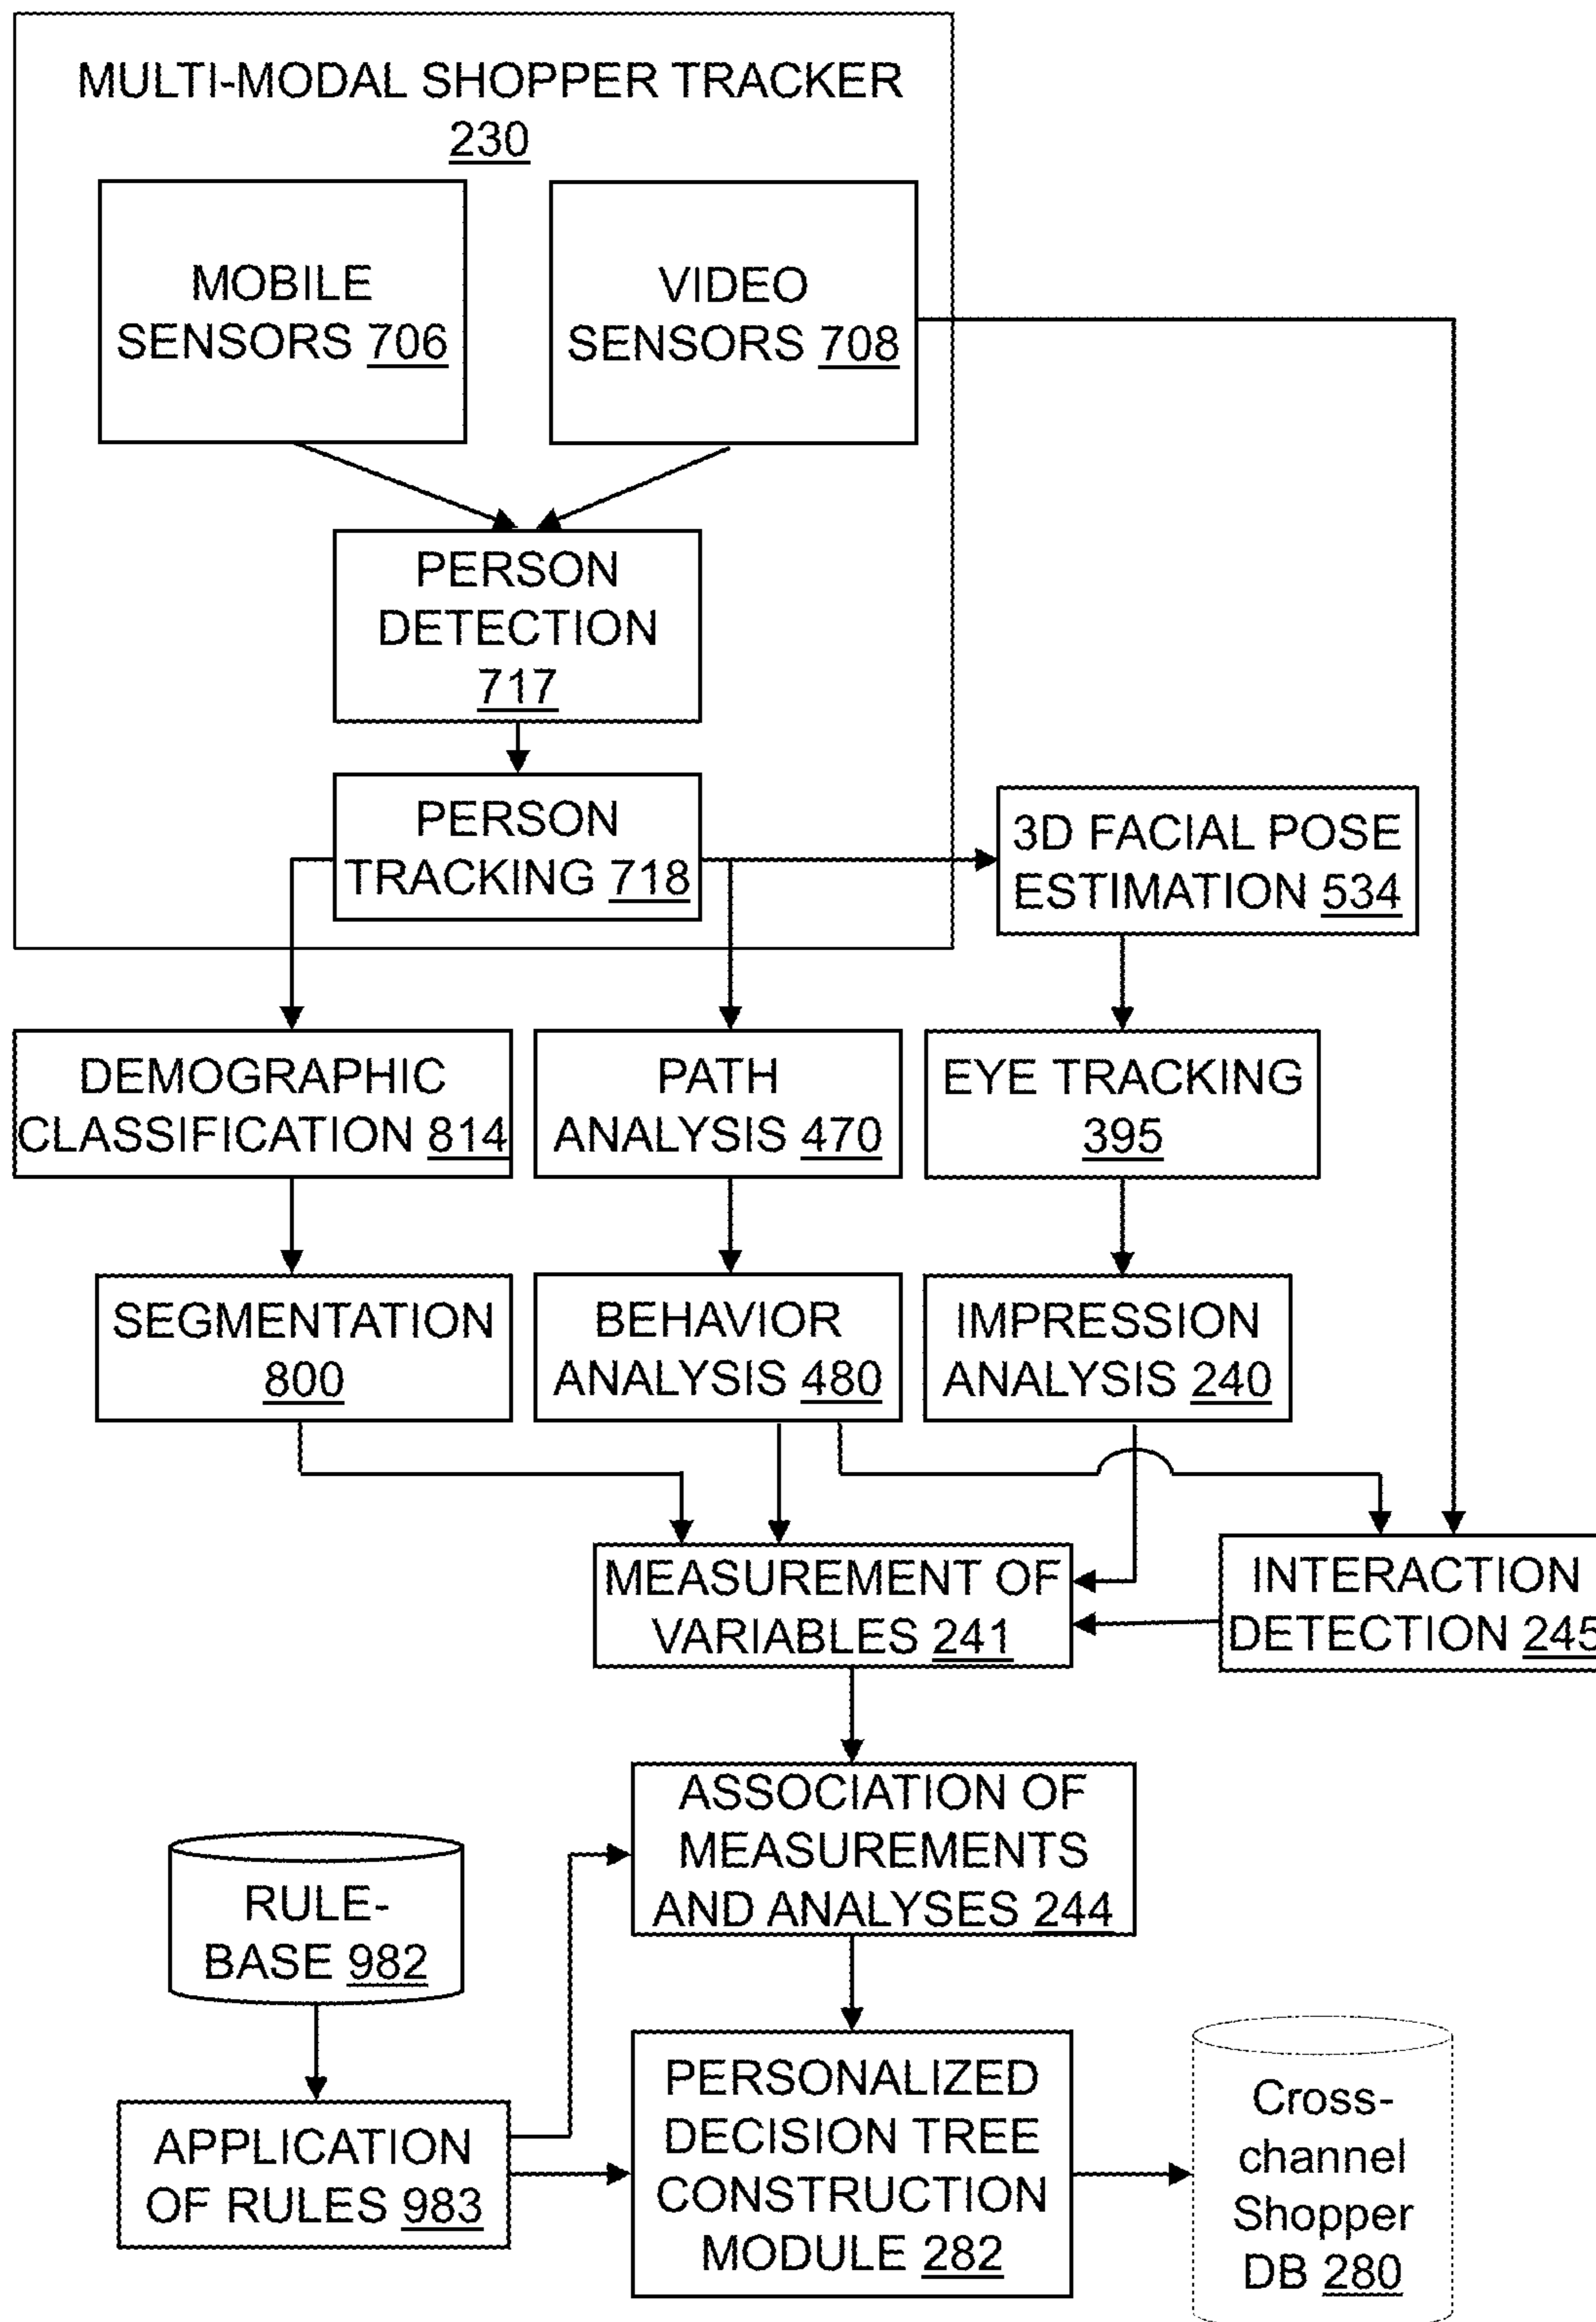 MULTI-MODAL SHOPPER TRACKER
230
MOBILE
SENSORS 706
VIDEO
SENSORS 708
PERSON
DETECTION
717
PERSON
TRACKING 718
3D FACIAL POSE
ESTIMATION 534
DEMOGRAPHIC
CLASSIFICATION 814
PATH
ANALYSIS 470
EYE TRACKING
395
SEGMENTATION
800
BEHAVIOR
ANALYSIS 480
IMPRESSION
ANALYSIS 240
MEASUREMENT OF
VARIABLES 241
INTERACTION
DETECTION 245
ASSOCIATION OF
MEASUREMENTS
AND ANALYSES 244
RULE-
BASE 982
APPLICATION
OF RULES 983
PERSONALIZED
DECISION TREE
CONSTRUCTION
MODULE 282
Cross-
channel
Shopper
DB 280